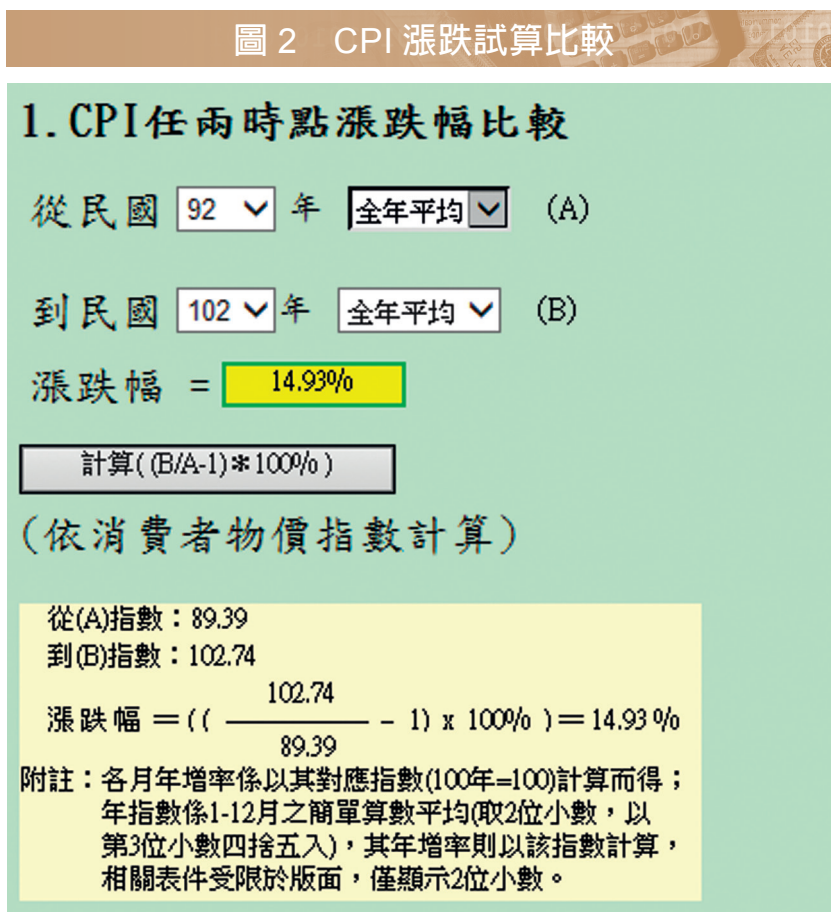 圖 2 CPI 漲跌試算比較
1.CPI任兩時點漲跌幅比較
從民國 92 年 全年平均 (A)
到民國 102 年 全年平均 (B)
漲跌幅 = 14.93%
計算((B/A-1)*100%)
(依消費者物價指數計算)
從(A)指數：89.39
到(B)指數：102.74
102.74
漲跌幅 ＝(( ——— － 1) x 100% )＝14.93 %
89.39
附註：各月年增率係以其對應指數(100年=100)計算而得；
年指數係1-12月之簡單算數平均(取2位小數，以
第3位小數四捨五入)，其年增率則以該指數計算，
相關表件受限於版面，僅顯示2位小數。